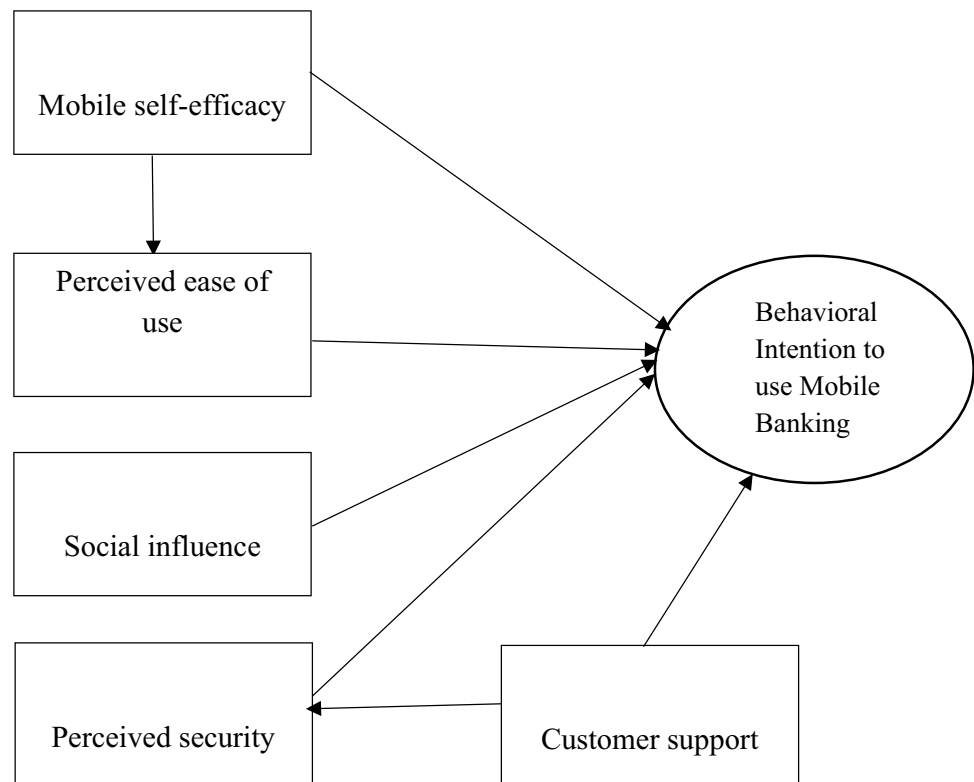 Mobile self-efficacy
Perceived ease of
use
Behavioral
Intention to
use Mobile
Banking
Social influence
Perceived security
Customer support